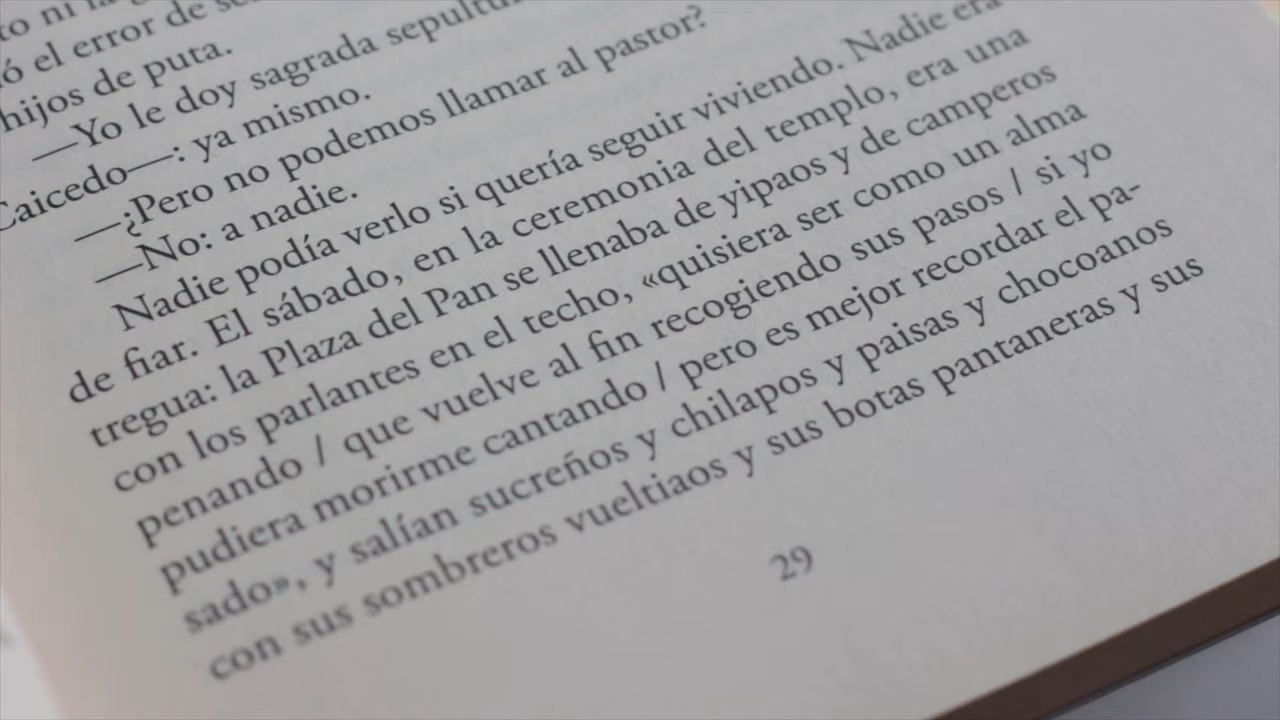 to ni la
ó el error de
hijos de puta.
—Yo le doy sagrada
Caicedo—: ya mismo.
—¿Pero no podemos llamar al pastor?
—No: a nadie.
Nadie podía verlo si quería seguir viviendo. Nadie era
de fiar. El sábado, en la ceremonia del templo, era una
tregua: la Plaza del Pan se llenaba de yipaos y de camperos
con los parlantes en el techo, «quisiera ser como un alma
penando / que vuelve al fin recogiendo sus pasos / si yo
pudiera morirme cantando / pero es mejor recordar el pa-
sado», y salían sucreños y chilapos y paisas y chocoanos
con sus sombreros vueltiaos y sus botas pantaneras y sus
29